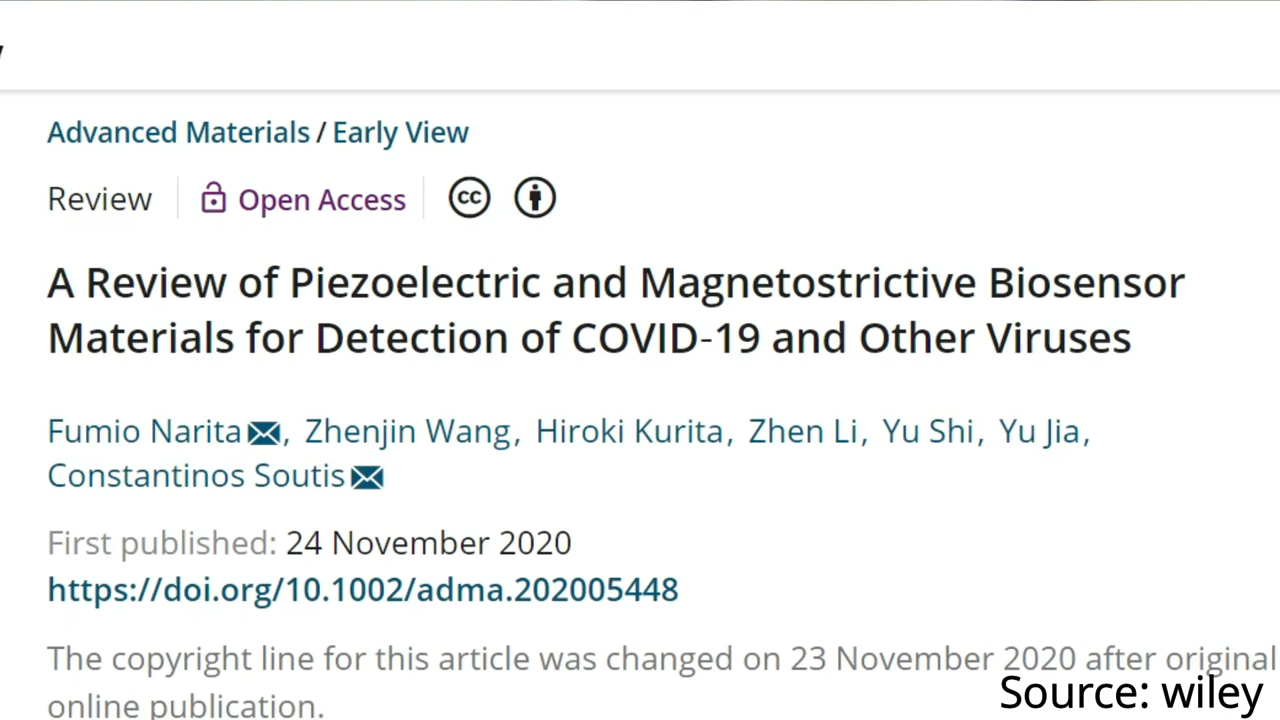 Advanced Materials / Early View
Review Open Access cc
A Review of Piezoelectric and Magnetostrictive Biosensor
Materials for Detection of COVID-19 and Other Viruses
Fumio Narita, Zhenjin Wang, Hiroki Kurita, Zhen Li, Yu Shi, Yu Jia,
Constantinos Soutis
First published: 24 November 2020
https://doi.org/10.1002/adma.202005448
The copyright line for this article was changed on 23 November 2020 after original
online publication.
Source: wiley